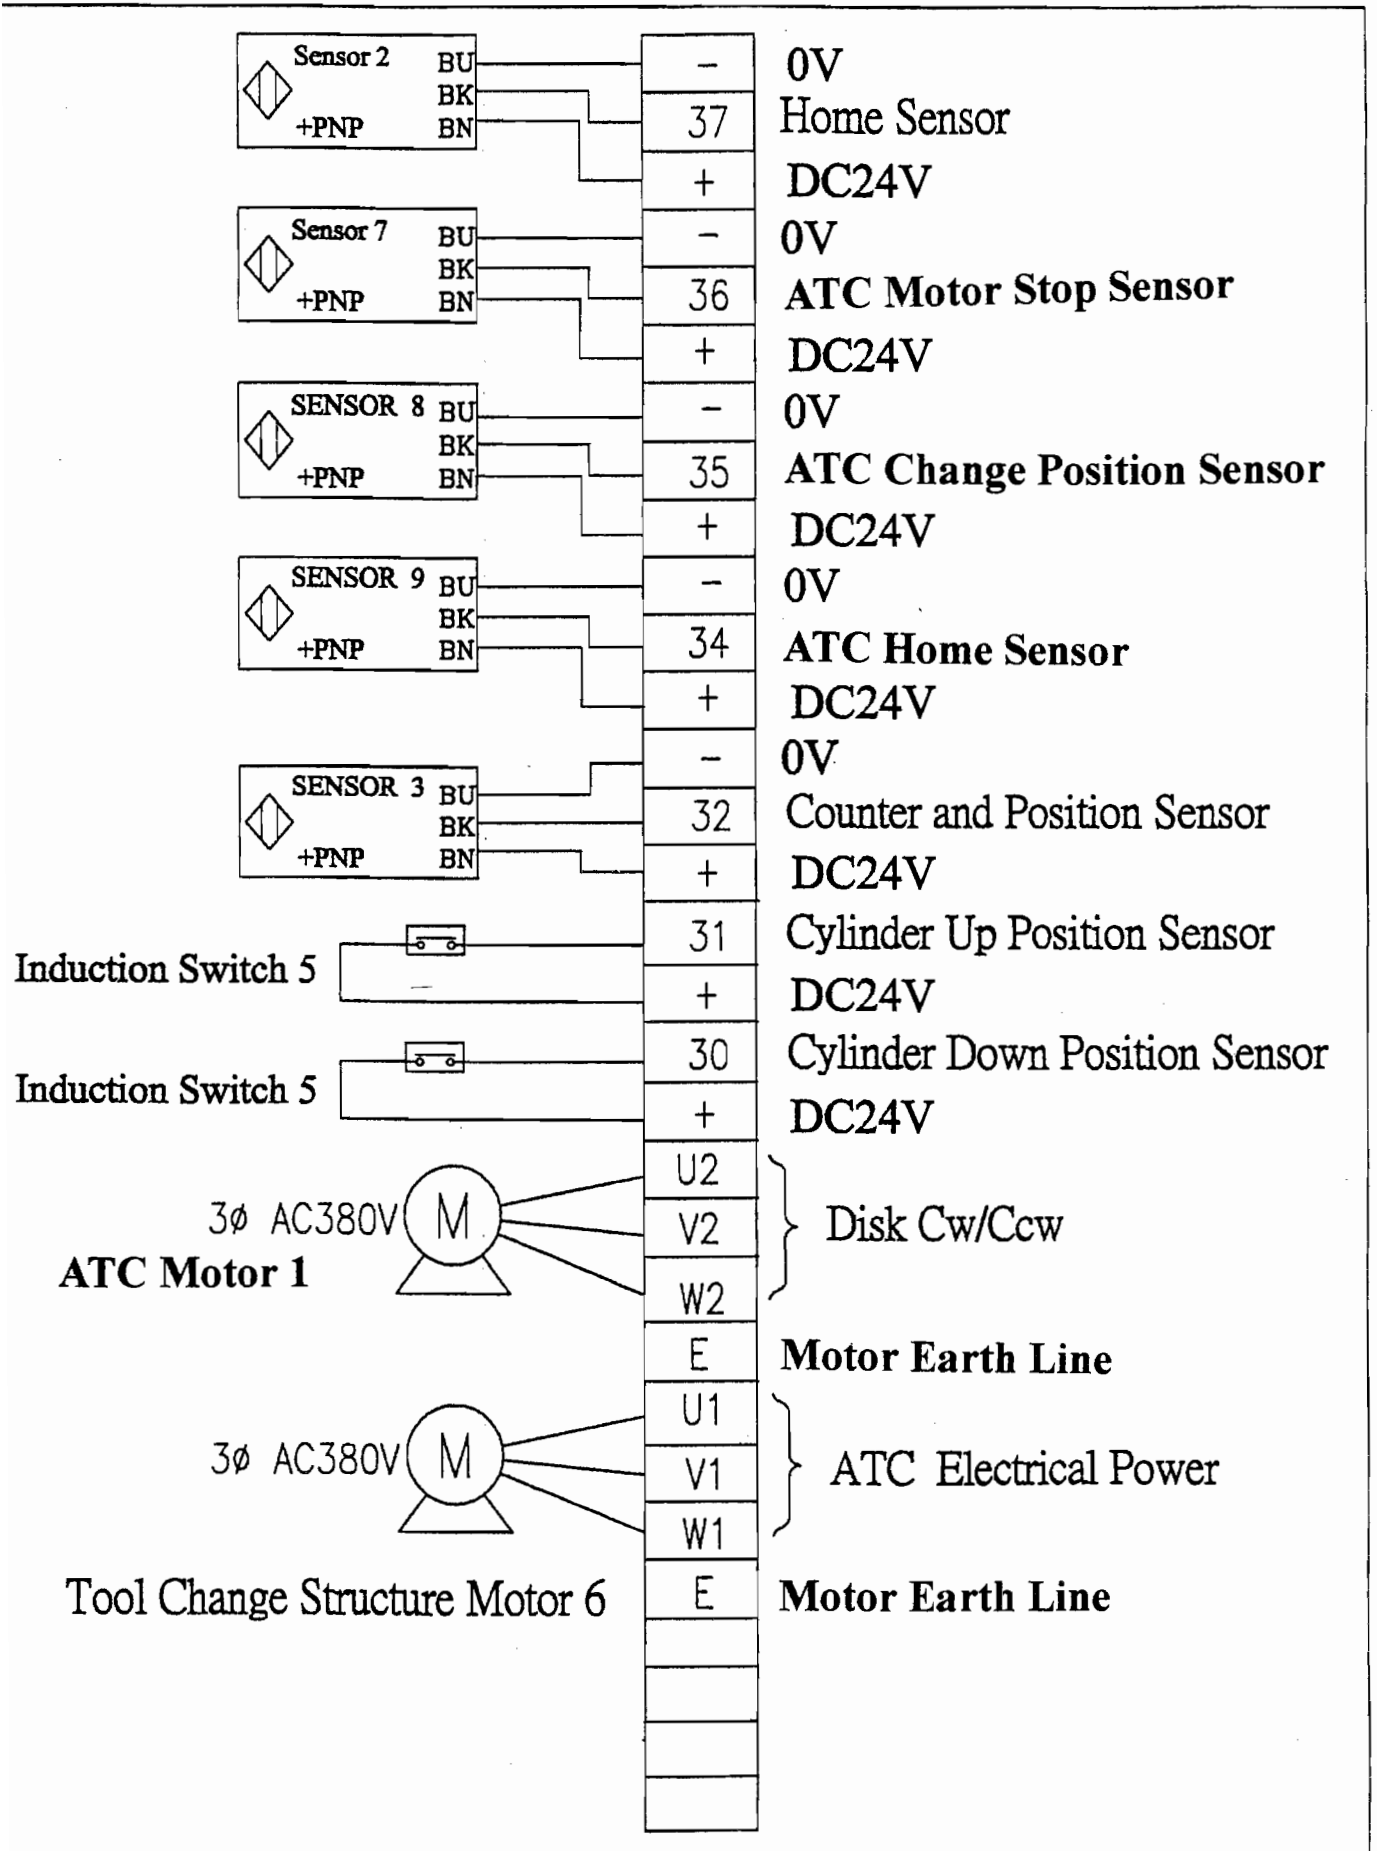 Sensor 2 BU - 0V
BK 37 Home Sensor
+PNP BN
+ DC24V
Sensor 7 BU - 0V
BK 36 ATC Motor Stop Sensor
+PNP BN
+ DC24V
SENSOR 8 BU - 0V
BK 35 ATC Change Position Sensor
+PNP BN
+ DC24V
SENSOR 9 BU - 0V
BK 34 ATC Home Sensor
+PNP BN
+ DC24V
- 0V
SENSOR 3 BU
BK 32 Counter and Position Sensor
+PNP BN
+ DC24V
31 Cylinder Up Position Sensor
Induction Switch 5
+ DC24V
30 Cylinder Down Position Sensor
Induction Switch 5
+ DC24V
U2
3ø AC380V M V2 Disk Cw/Ccw
ATC Motor 1
W2
E Motor Earth Line
U1
3ø AC380V M V1 ATC Electrical Power
W1
Tool Change Structure Motor 6 E Motor Earth Line